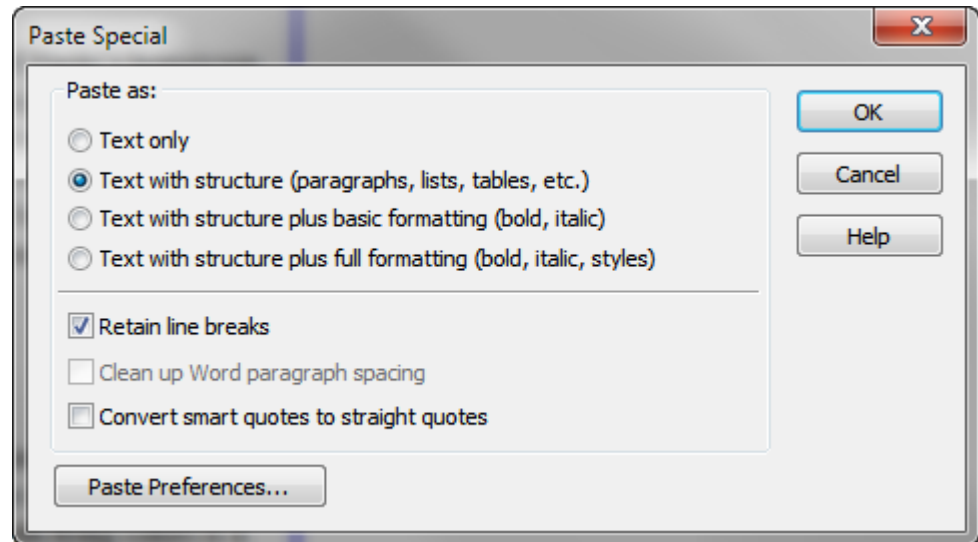 Paste Special
Paste as:
Text only
Text with structure (paragraphs, lists, tables, etc.)
Text with structure plus basic formatting (bold, italic)
Text with structure plus full formatting (bold, italic, styles)
Retain line breaks
Clean up Word paragraph spacing
Convert smart quotes to straight quotes
Paste Preferences...
OK
Cancel
Help